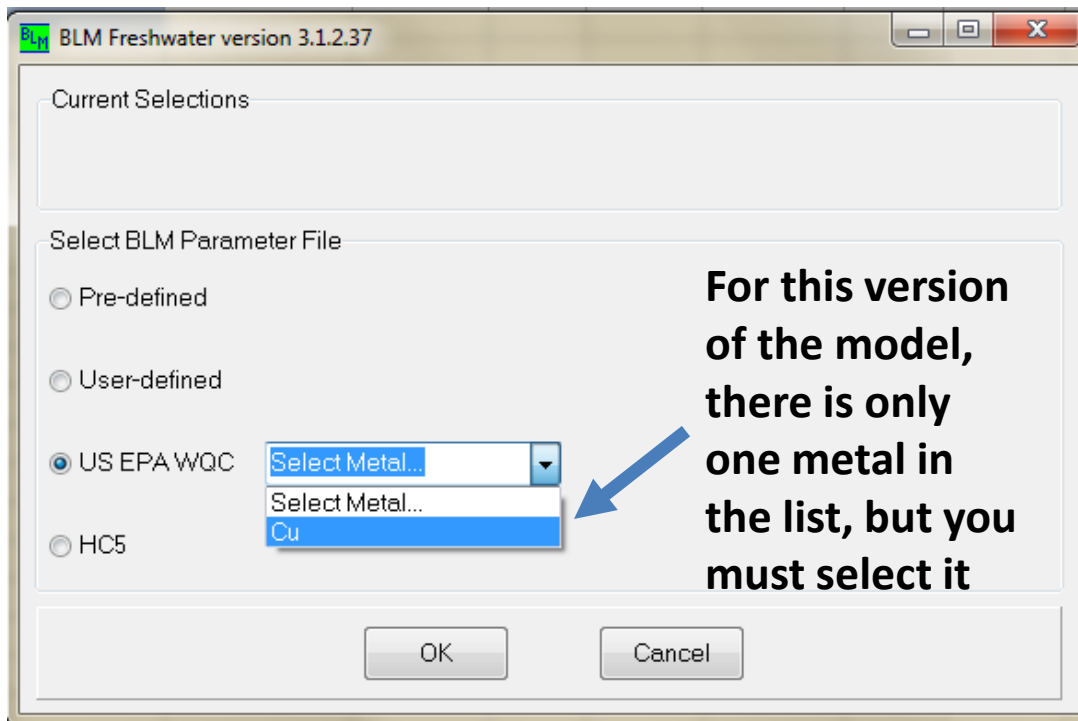 BLM BLM Freshwater version 3.1.2.37
Current Selections
Select BLM Parameter File
Pre-defined
User-defined
US EPA WQC Select Metal...
Select Metal...
Cu
HC5
For this version
of the model,
there is only
one metal in
the list, but you
must select it
OK Cancel